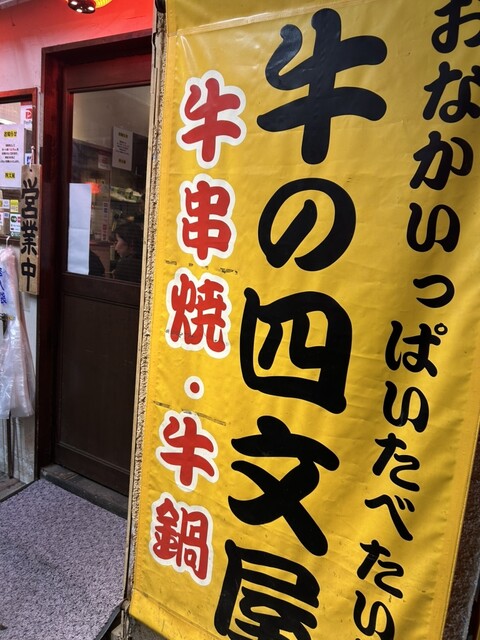 おなかいっぱいたべたい
牛の四文屋
牛串焼・牛鍋
営業中